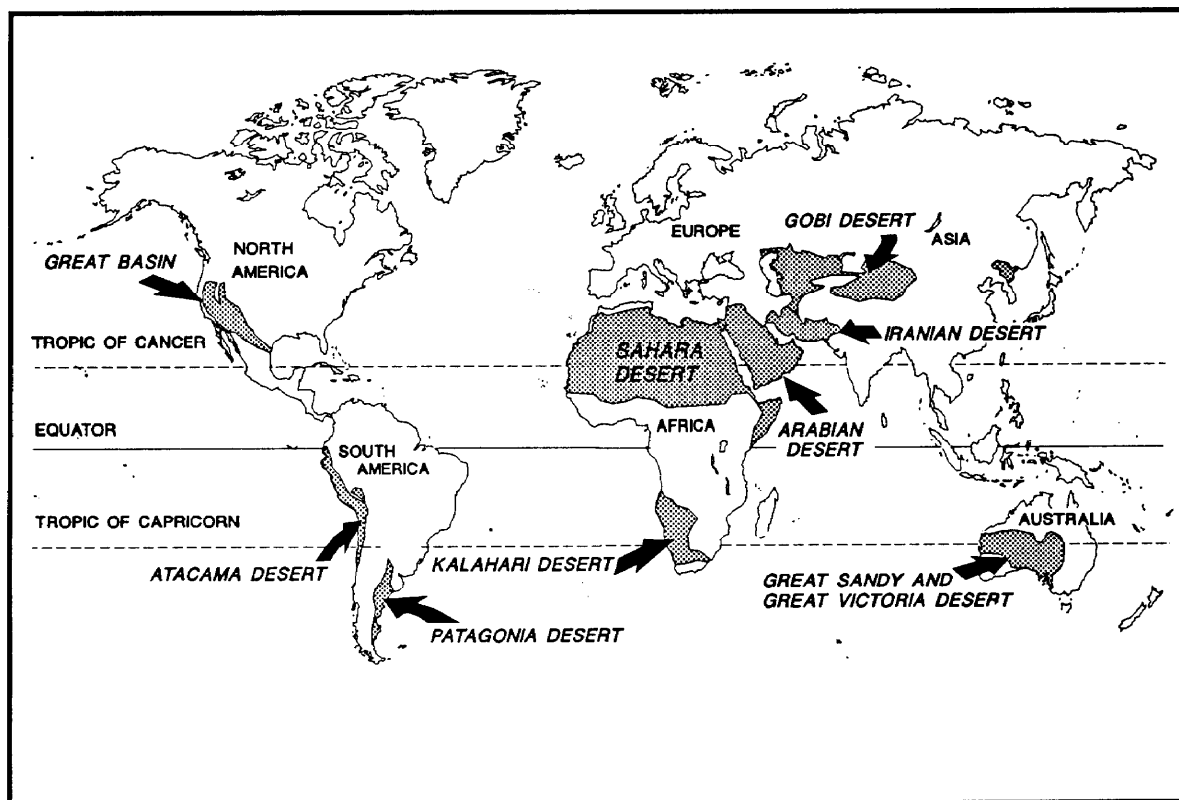 GOBI DESERT
EUROPE
ASIA
NORTH
AMERICA
GREAT BASIN
IRANIAN DESERT
TROPIC OF CANCER
SAHARA
DESERT
AFRICA
ARABIAN
DESERT
EQUATOR
SOUTH
AMERICA
TROPIC OF CAPRICORN
AUSTRALIA
ATACAMA DESERT
KALAHARI DESERT
GREAT SANDY AND
GREAT VICTORIA DESERT
PATAGONIA DESERT